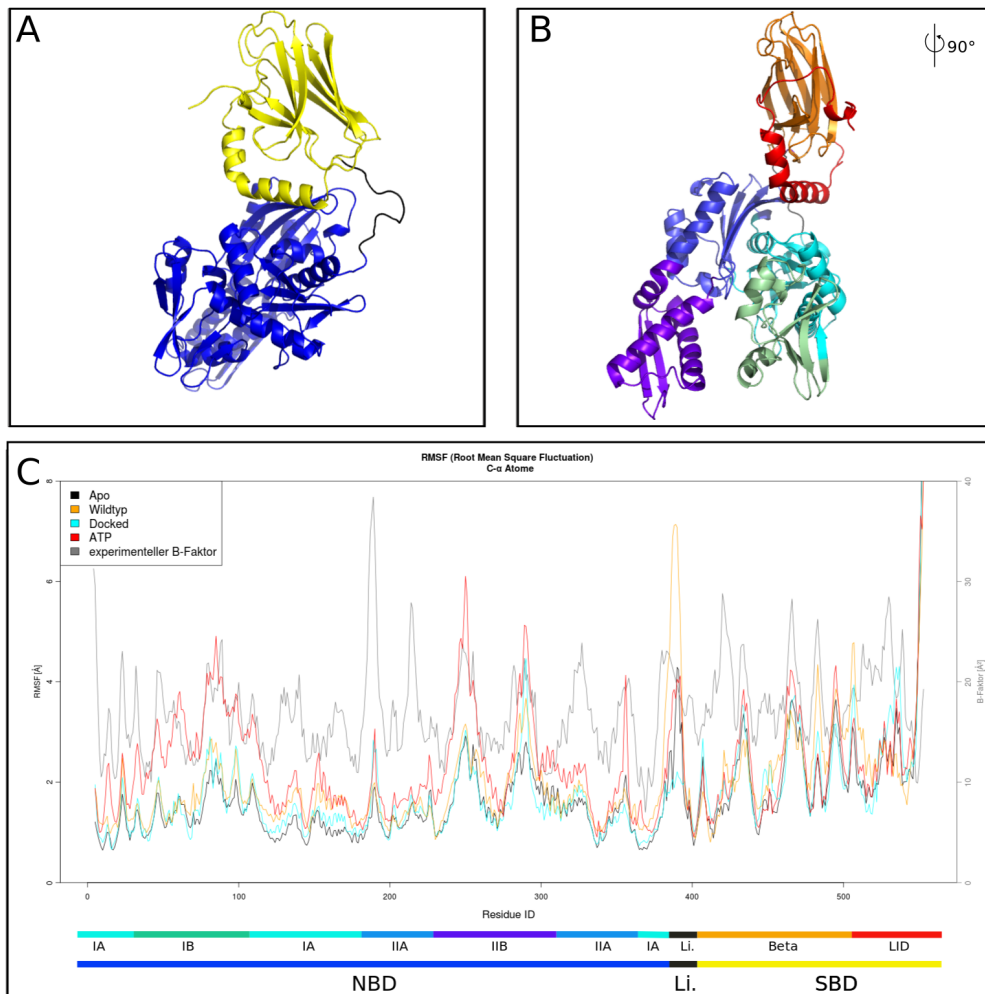 A
B
90°
C
RMSF (Root Mean Square Fluctuation)
C-α Atome
Apo
Wildtyp
Docked
ATP
experimenteller B-Faktor
8
6
4
2
0
RMSF [Å]
40
30
20
10
0
B-Faktor [Å²]
0 100 200 300 400 500
Residue ID
IA IB IA IIA IIB IIA IA Li. Beta LID
NBD Li. SBD